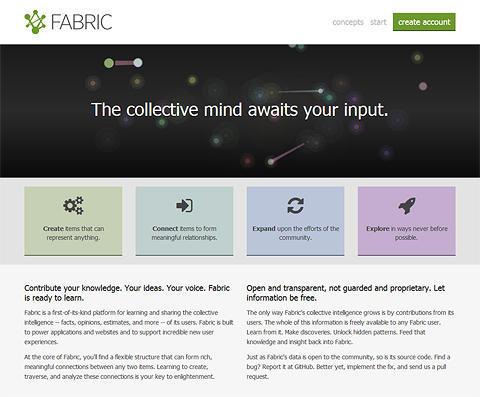 FABRIC
concepts start create account
The collective mind awaits your input.
Create items that can
represent anything.
Connect items to form
meaningful relationships.
Expand upon the efforts of the
community.
Explore in ways never before
possible.
Contribute your knowledge. Your ideas. Your voice. Fabric
is ready to learn.
Fabric is a first-of-its-kind platform for learning and sharing the collective
intelligence -- facts, opinions, estimates, and more -- of its users. Fabric is built
to power applications and websites and to support incredible new user
experiences.
At the core of Fabric, you'll find a flexible structure that can form rich,
meaningful connections between any two items. Learning to create,
traverse, and analyze these connections is your key to enlightenment.
Open and transparent, not guarded and proprietary. Let
information be free.
The only way Fabric's collective intelligence grows is by contributions from its
users. The whole of this information is freely available to any Fabric user.
Learn from it. Make discoveries. Unlock hidden patterns. Feed that
knowledge and insight back into Fabric.
Just as Fabric's data is open to the community, so is its source code. Find a
bug? Report it at GitHub. Better yet, implement the fix, and send us a pull
request.